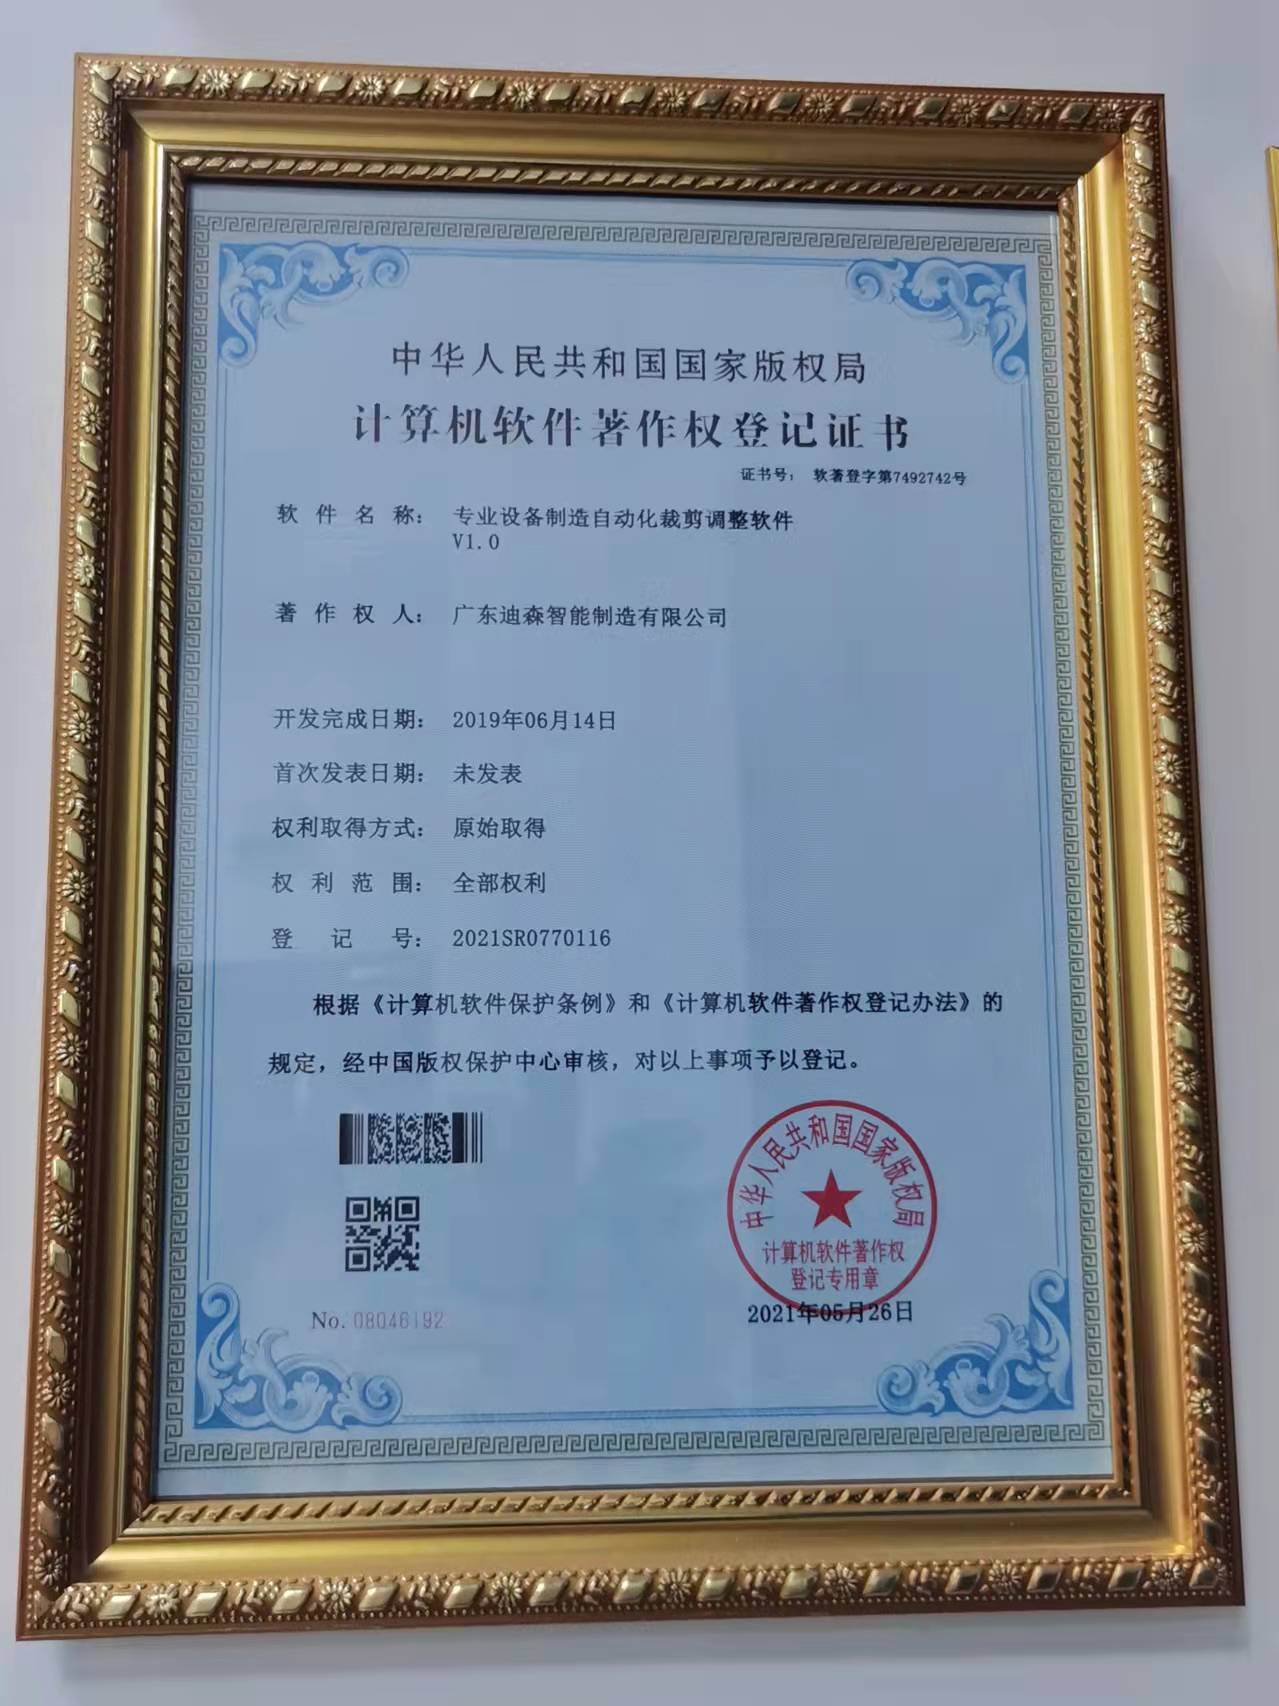 中华人民共和国国家版权局
计算机软件著作权登记证书
证书号： 软著登字第7492742号
软件名称： 专业设备制造自动化裁剪调整软件
V1.0
著作权人： 广东迪森智能制造有限公司
开发完成日期： 2019年06月14日
首次发表日期： 未发表
权利取得方式： 原始取得
权利范围： 全部权利
登记号： 2021SR0770116
根据《计算机软件保护条例》和《计算机软件著作权登记办法》的
规定，经中国版权保护中心审核，对以上事项予以登记。
中华人民共和国国家版权局
计算机软件著作权
登记专用章
2021年05月26日
No. 08046192